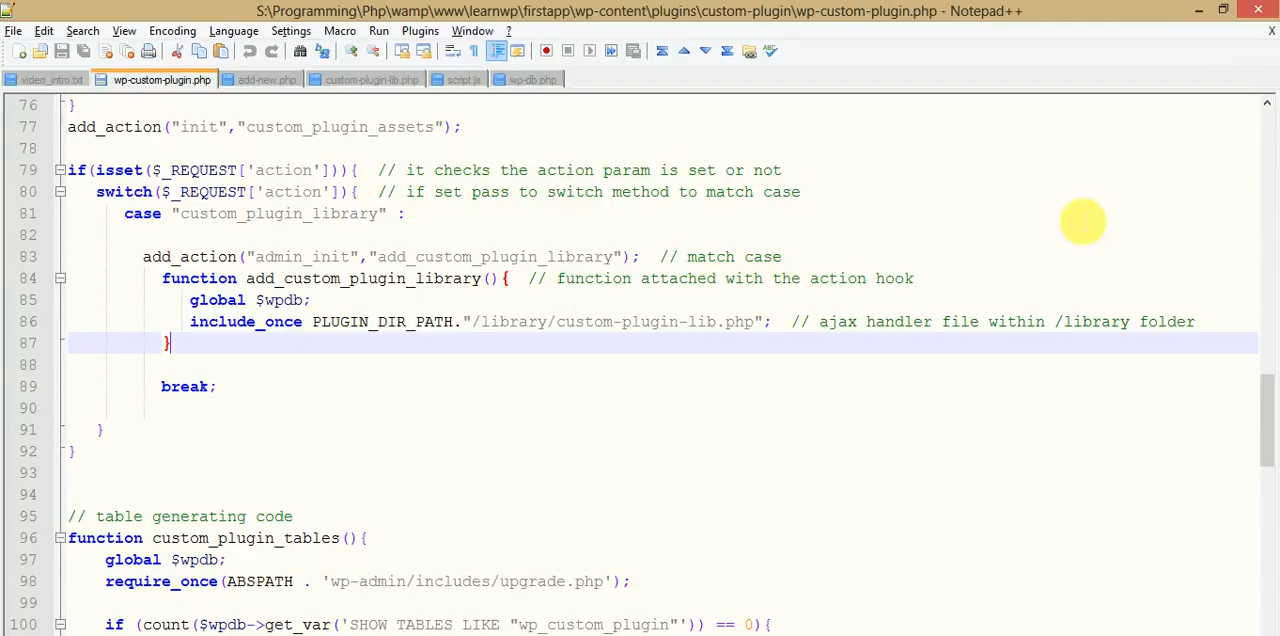 S:\Programming\Php\wamp\www\learnwp\firstapp\wp-content\plugins\custom-plugin\wp-custom-plugin.php - Notepad++
File Edit Search View Encoding Language Settings Macro Run Plugins Window ? X
video_intro.txt wp-custom-plugin.php add-new.php custom-plugin-lib.php script.js wp-db.php
76 }
77 add_action("init","custom_plugin_assets");
78
79 if(isset($_REQUEST['action'])){ // it checks the action param is set or not
80 switch($_REQUEST['action']){ // if set pass to switch method to match case
81 case "custom_plugin_library" :
82
83 add_action("admin_init","add_custom_plugin_library"); // match case
84 function add_custom_plugin_library(){ // function attached with the action hook
85 global $wpdb;
86 include_once PLUGIN_DIR_PATH."/library/custom-plugin-lib.php"; // ajax handler file within /library folder
87 }
88
89 break;
90
91 }
92 }
93
94
95 // table generating code
96 function custom_plugin_tables(){
97 global $wpdb;
98 require_once(ABSPATH . 'wp-admin/includes/upgrade.php');
99
100 if (count($wpdb->get_var('SHOW TABLES LIKE "wp_custom_plugin"')) == 0){